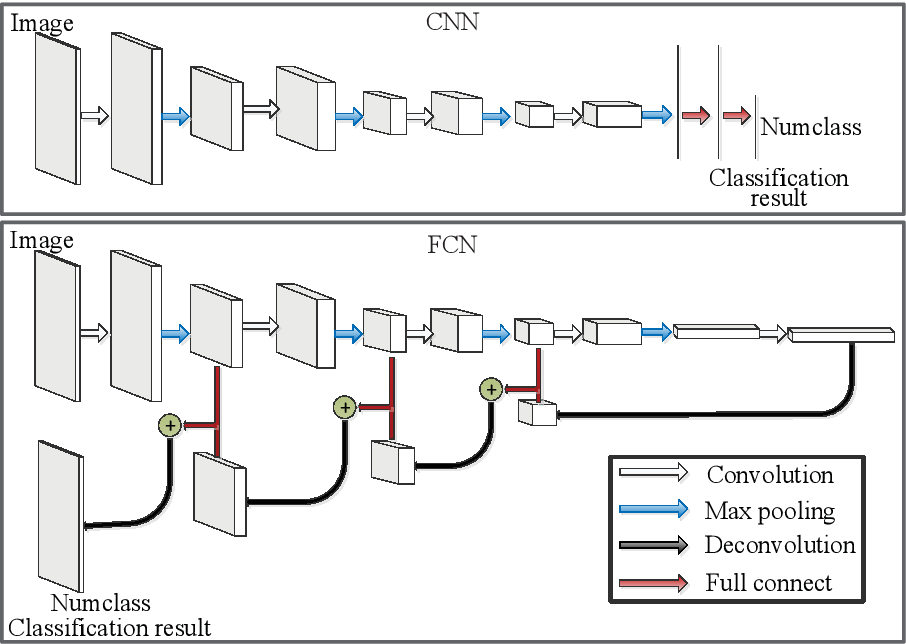 CNN
Image
Numclass
Classification
result
FCN
Image
+
+
+
Convolution
Max pooling
Deconvolution
Full connect
Numclass
Classification result